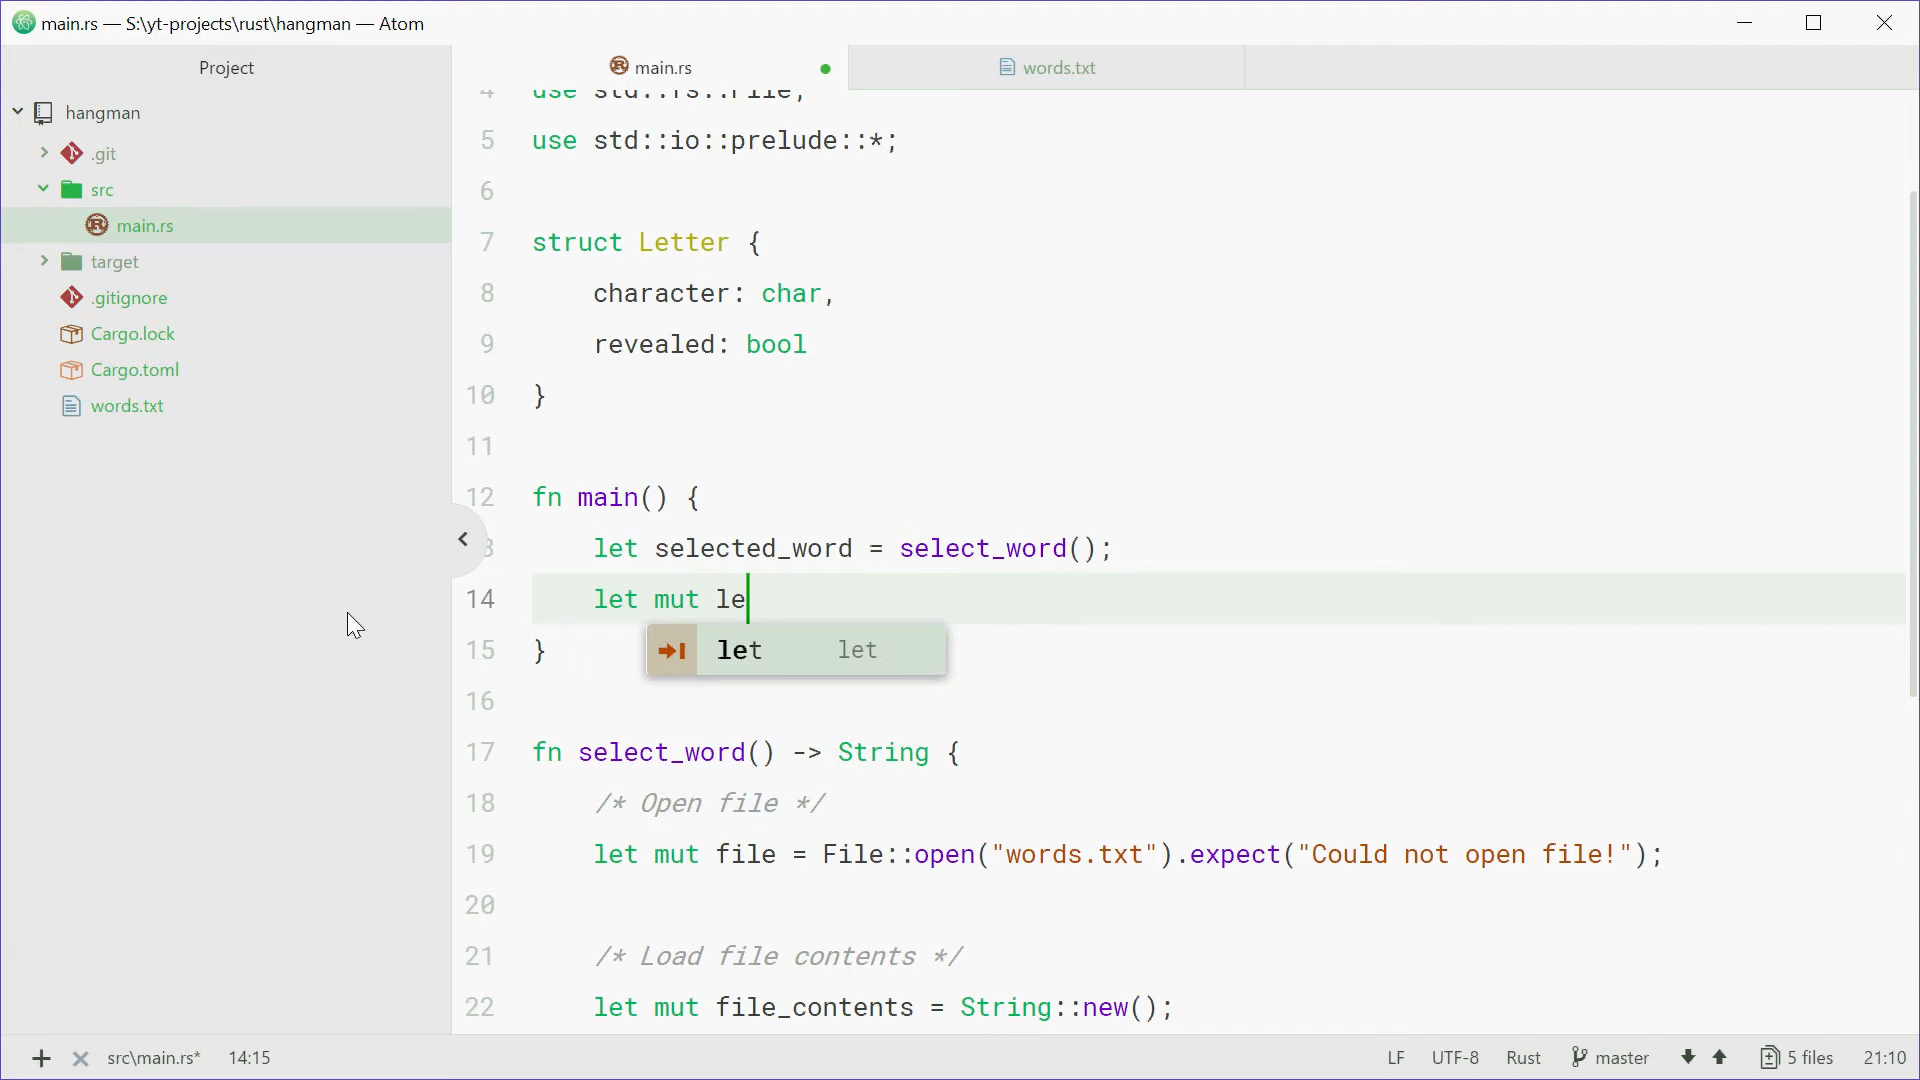 main.rs — S:\yt-projects\rust\hangman — Atom
Project
main.rs
words.txt
hangman
.git
src
main.rs
target
.gitignore
Cargo.lock
Cargo.toml
words.txt
4 use std::fs::File;
5 use std::io::prelude::*;
6
7 struct Letter {
8 character: char,
9 revealed: bool
10 }
11
12 fn main() {
3 let selected_word = select_word();
14 let mut le
15 }
let let
16
17 fn select_word() -> String {
18 /* Open file */
19 let mut file = File::open("words.txt").expect("Could not open file!");
20
21 /* Load file contents */
22 let mut file_contents = String::new();
src\main.rs* 14:15 LF UTF-8 Rust master 5 files 21:10